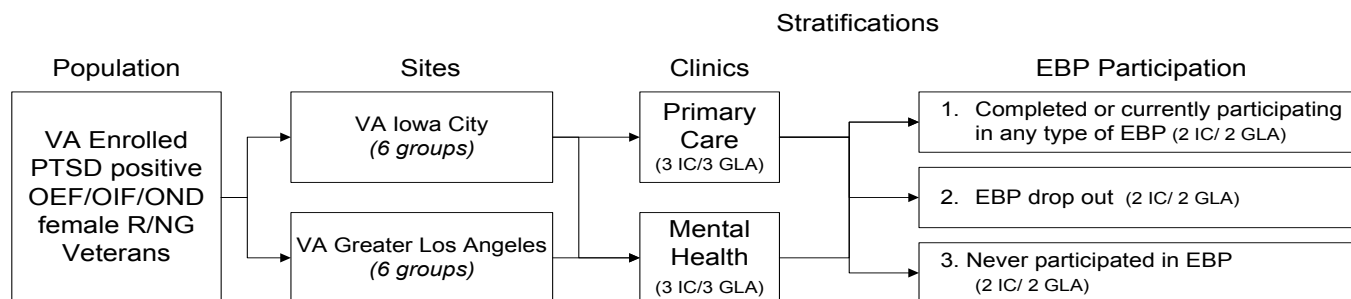 Stratifications
Population
Sites
Clinics
EBP Participation
VA Enrolled
PTSD positive
OEF/OIF/OND
female R/NG
Veterans
VA Iowa City
(6 groups)
VA Greater Los Angeles
(6 groups)
Primary
Care
(3 IC/3 GLA)
Mental
Health
(3 IC/3 GLA)
1. Completed or currently participating
in any type of EBP (2 IC/ 2 GLA)
2. EBP drop out (2 IC/ 2 GLA)
3. Never participated in EBP
(2 IC/ 2 GLA)